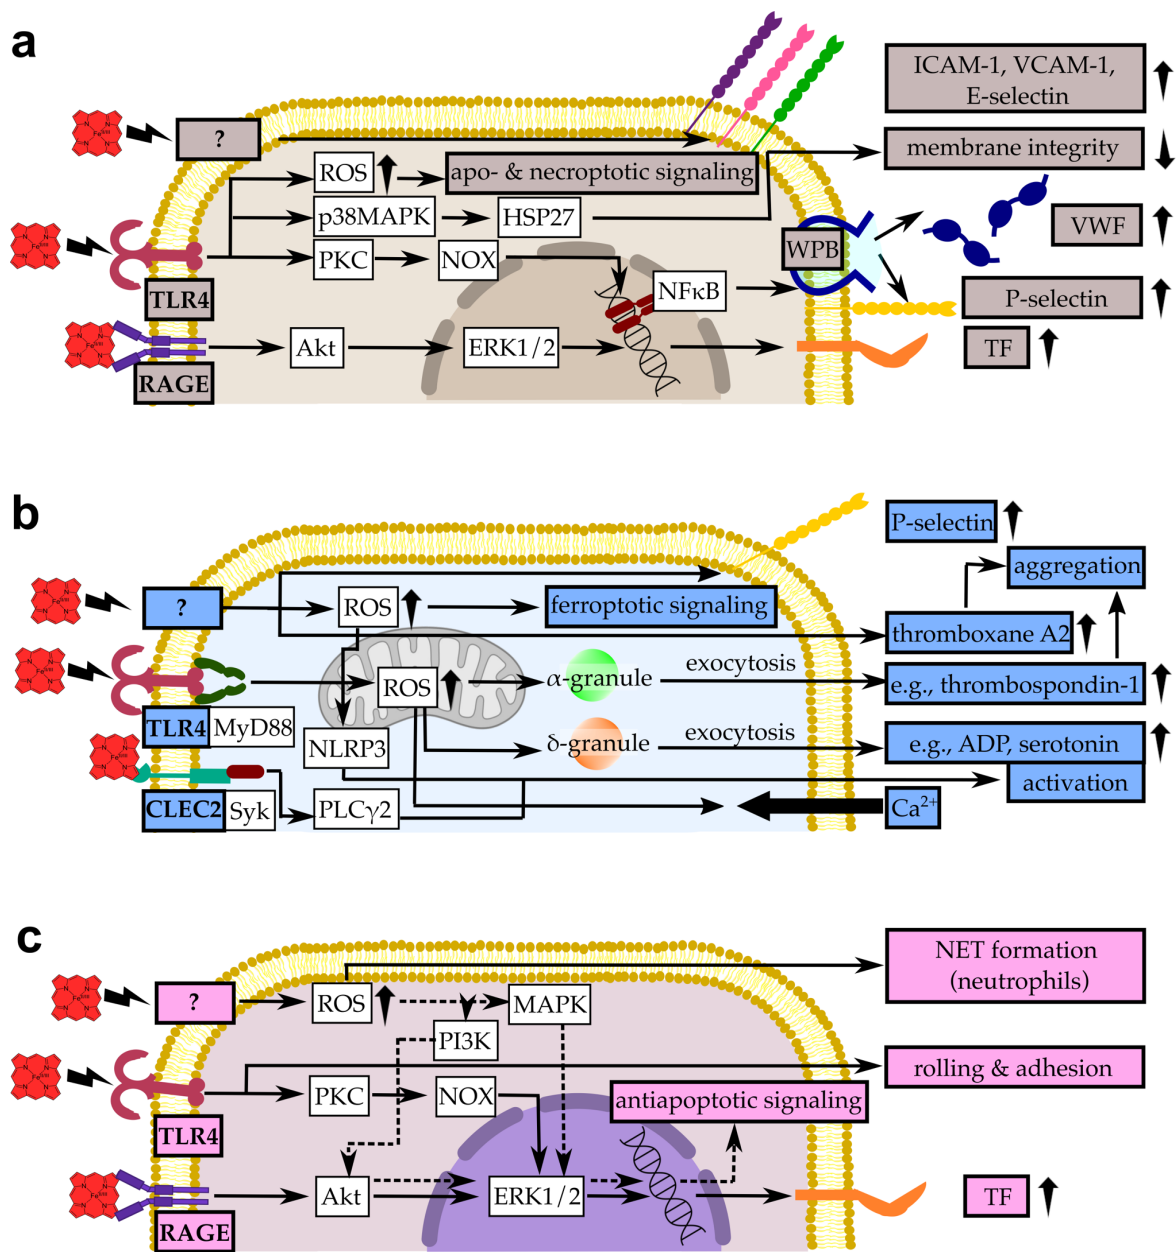 a
ICAM-1, VCAM-1,
E-selectin
?
membrane integrity
ROS
apo- & necroptotic signaling
p38MAPK
HSP27
VWF
WPB
PKC
NOX
NFκB
P-selectin
TLR4
TF
Akt
ERK1/2
RAGE
b
P-selectin
aggregation
?
ROS
ferroptotic signaling
thromboxane A2
exocytosis
ROS
α-granule
e.g., thrombospondin-1
TLR4
MyD88
NLRP3
δ-granule
exocytosis
e.g., ADP, serotonin
activation
CLEC2
Syk
PLCγ2
Ca2+
c
NET formation
(neutrophils)
?
ROS
MAPK
PI3K
rolling & adhesion
PKC
NOX
antiapoptotic signaling
TLR4
Akt
ERK1/2
TF
RAGE